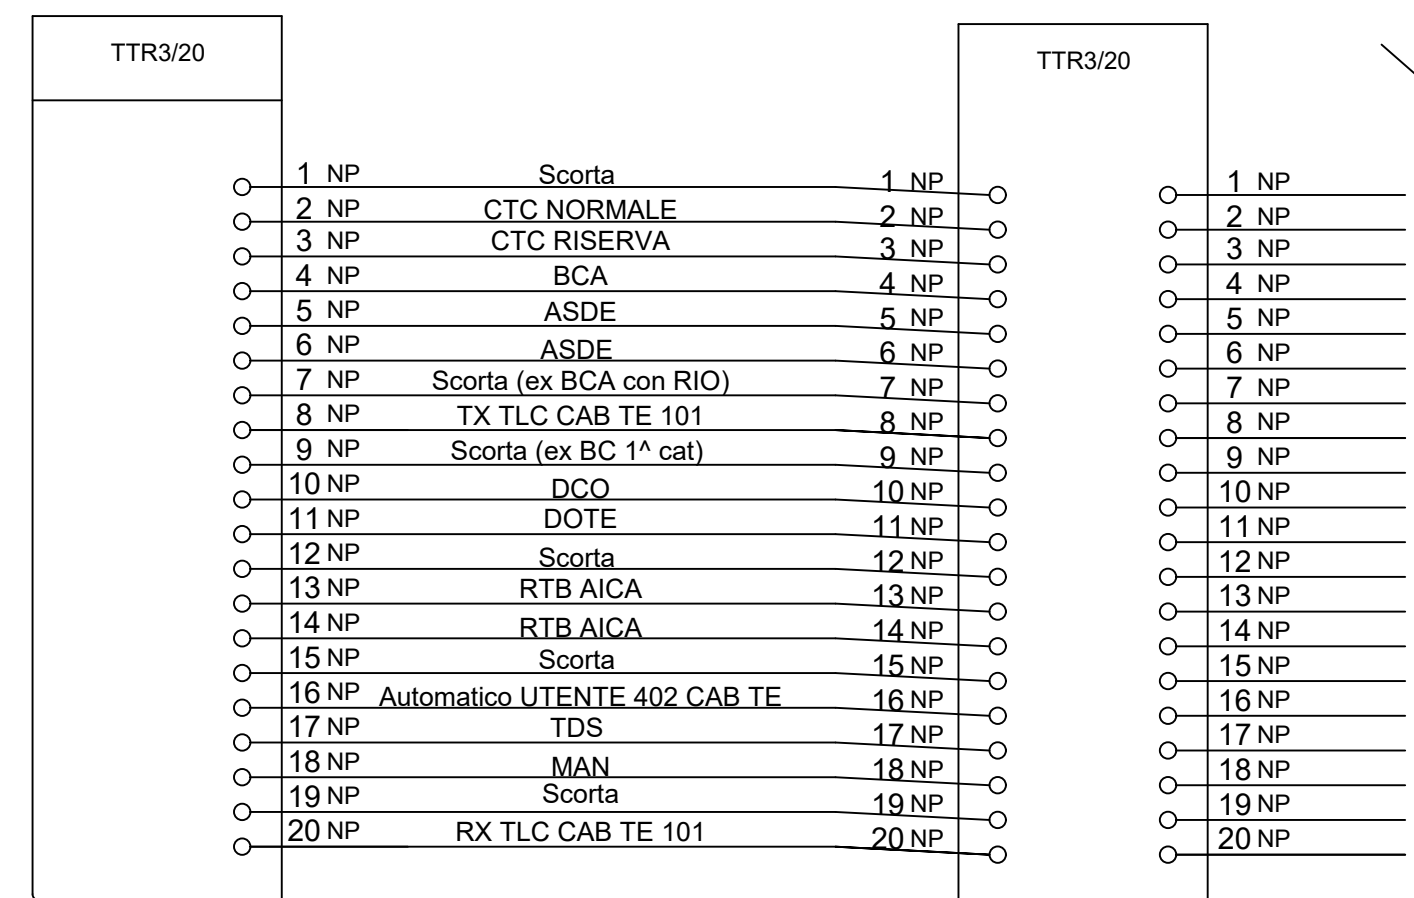 TTR3/20
TTR3/20
1 NP Scorta 1 NP 1 NP
2 NP CTC NORMALE 2 NP 2 NP
3 NP CTC RISERVA 3 NP 3 NP
4 NP BCA 4 NP 4 NP
5 NP ASDE 5 NP 5 NP
6 NP ASDE 6 NP 6 NP
7 NP Scorta (ex BCA con RIO) 7 NP 7 NP
8 NP TX TLC CAB TE 101 8 NP 8 NP
9 NP Scorta (ex BC 1^ cat) 9 NP 9 NP
10 NP DCO 10 NP 10 NP
11 NP DOTE 11 NP 11 NP
12 NP Scorta 12 NP 12 NP
13 NP RTB AICA 13 NP 13 NP
14 NP RTB AICA 14 NP 14 NP
15 NP Scorta 15 NP 15 NP
16 NP Automatico UTENTE 402 CAB TE 16 NP 16 NP
17 NP TDS 17 NP 17 NP
18 NP MAN 18 NP 18 NP
19 NP Scorta 19 NP 19 NP
20 NP RX TLC CAB TE 101 20 NP 20 NP